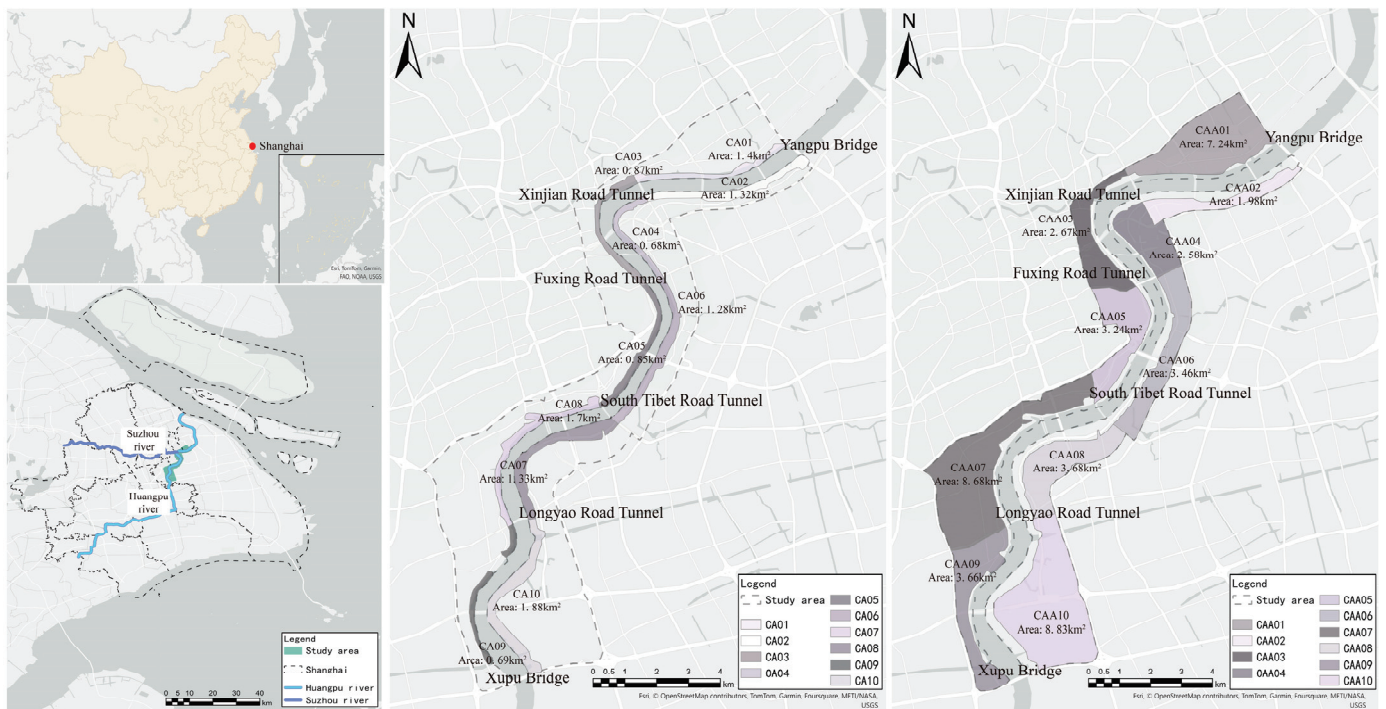 Shanghai
Esri, TomTom, Garmin,
FAO, NOAA, USGS
Suzhou
river
Huangpu
river
Legend
Study area
Shanghai
Huangpu river
Suzhou river
0 5 10 20 30 40
km
N
CA01
Area: 1.4km²
Yangpu Bridge
CA03
Area: 0.87km²
CA02
Area: 1.32km²
Xinjian Road Tunnel
CA04
Area: 0.68km²
Fuxing Road Tunnel
CA06
Area: 1.28km²
CA05
Area: 0.85km²
South Tibet Road Tunnel
CA08
Area: 1.7km²
CA07
Area: 1.33km²
Longyao Road Tunnel
CA10
Area: 1.88km²
CA09
Area: 0.69km²
Xupu Bridge
Legend
Study area
CA01
CA02
CA03
OA04
CA05
CA06
CA07
CA08
CA09
CA10
0 0.5 1 2 3 4
km
Esri, © OpenStreetMap contributors, TomTom, Garmin, Foursquare, METI/NASA,
USGS
N
CAA01
Area: 7.24km²
Yangpu Bridge
Xinjian Road Tunnel
CAA02
Area: 1.98km²
CAA03
Area: 2.67km²
CAA04
Area: 2.58km²
Fuxing Road Tunnel
CAA05
Area: 3.24km²
CAA06
Area: 3.46km²
South Tibet Road Tunnel
CAA08
Area: 3.68km²
CAA07
Area: 8.68km²
Longyao Road Tunnel
CAA09
Area: 3.66km²
CAA10
Area: 8.83km²
Xupu Bridge
Legend
Study area
CAA01
CAA02
CAA03
OAA04
CAA05
CAA06
CAA07
CAA08
CAA09
CAA10
0 0.5 1 2 3 4
km
Esri, © OpenStreetMap contributors, TomTom, Garmin, Foursquare, METI/NASA,
USGS